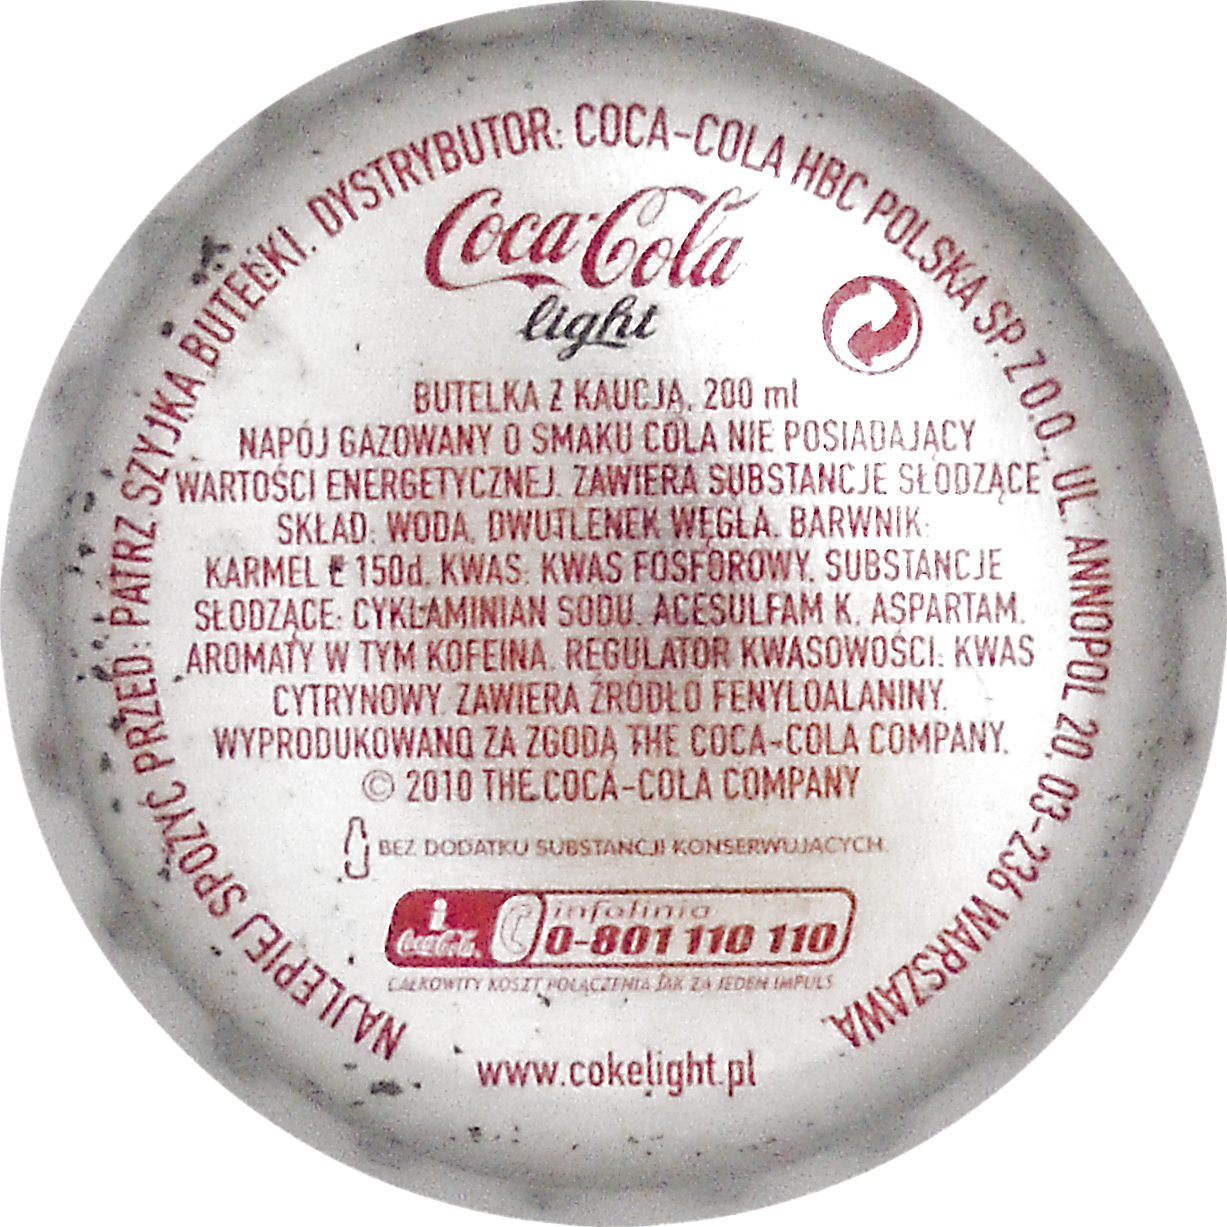 NAJLEPIEJ SPOŻYĆ PRZED: PATRZ SZYJKA BUTELKI. DYSTRYBUTOR: COCA-COLA HBC POLSKA SP. Z O.O., UL. ANNOPOL 20, 03-236 WARSZAWA
Coca-Cola
light
BUTELKA Z KAUCJĄ, 200 ml
NAPÓJ GAZOWANY O SMAKU COLA NIE POSIADAJĄCY
WARTOŚCI ENERGETYCZNEJ. ZAWIERA SUBSTANCJE SŁODZĄCE
SKŁAD: WODA, DWUTLENEK WĘGLA, BARWNIK:
KARMEL E 150d, KWAS: KWAS FOSFOROWY, SUBSTANCJE
SŁODZĄCE: CYKLAMINIAN SODU, ACESULFAM K, ASPARTAM,
AROMATY W TYM KOFEINA, REGULATOR KWASOWOŚCI: KWAS
CYTRYNOWY. ZAWIERA ŹRÓDŁO FENYLOALANINY.
WYPRODUKOWANO ZA ZGODĄ THE COCA-COLA COMPANY.
© 2010 THE COCA-COLA COMPANY
BEZ DODATKU SUBSTANCJI KONSERWUJĄCYCH.
i
Coca-Cola
infolinia
0-801 110 110
CAŁKOWITY KOSZT POŁĄCZENIA JAK ZA JEDEN IMPULS
www.cokelight.pl